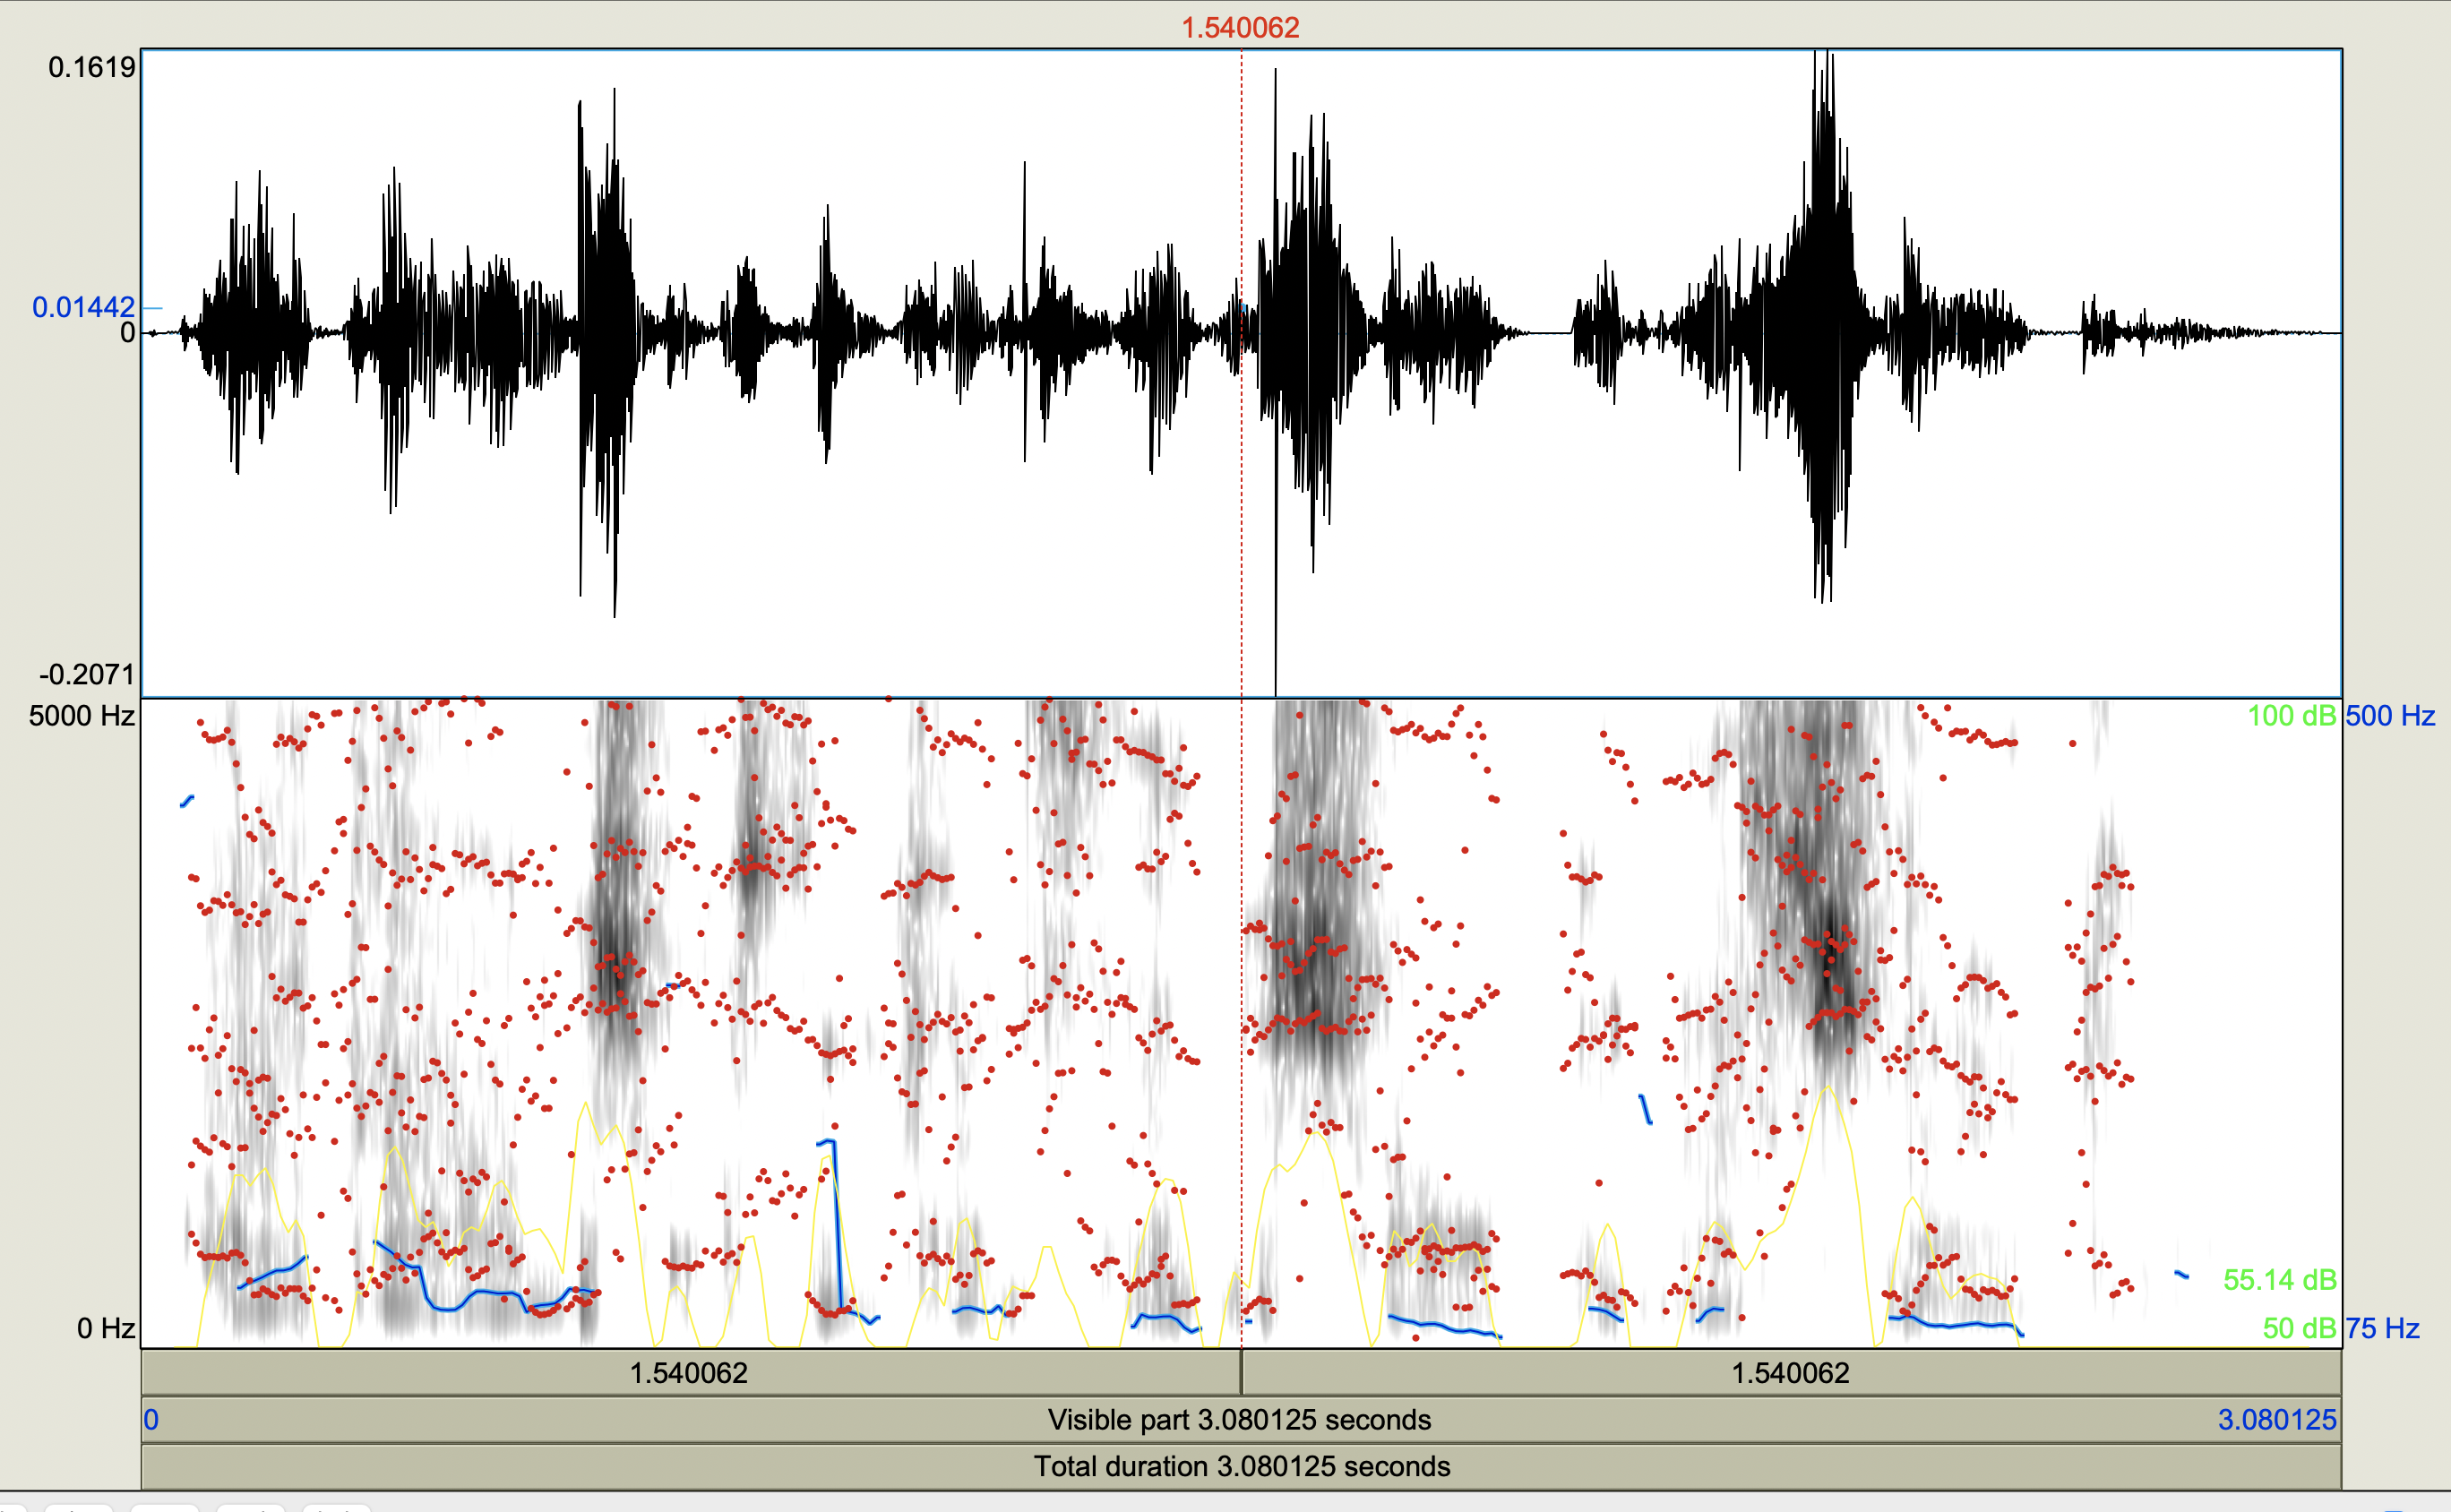 1.540062
0.1619
0.01442
0
-0.2071
5000 Hz
100 dB 500 Hz
55.14 dB
0 Hz
50 dB 75 Hz
1.540062 1.540062
0 Visible part 3.080125 seconds 3.080125
Total duration 3.080125 seconds